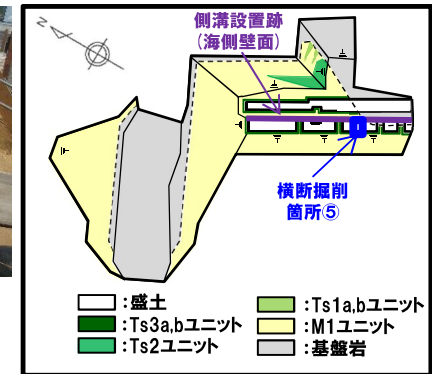 N
側溝設置跡
(海側壁面)
横断掘削
箇所⑤
:盛土
:Ts3a,bユニット
:Ts2ユニット
:Ts1a,bユニット
:M1ユニット
:基盤岩